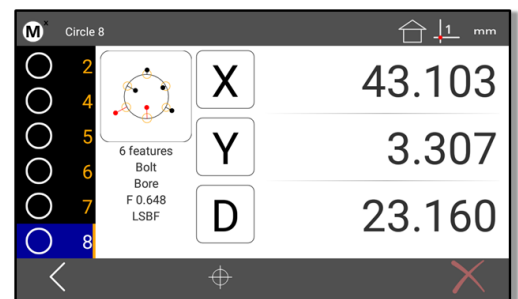 M x Circle 8 1 mm
2
4
5
6
7
8
6 features
Bolt
Bore
F 0.648
LSBF
X 43.103
Y 3.307
D 23.160